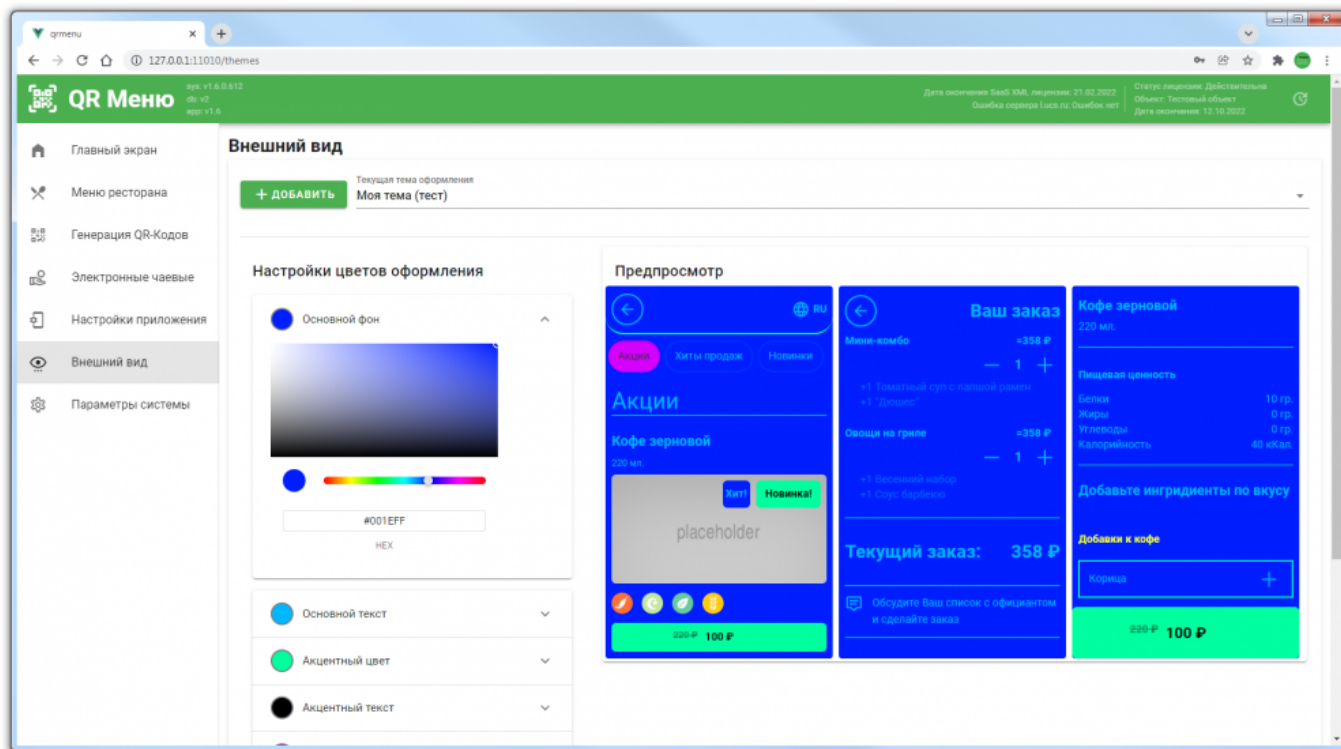 qrmenu
127.0.0.1:11010/themes
QR Меню
sys: v1.6.0.612
db: v2
app: v1.6
Дата окончания SaaS XML лицензии: 21.02.2022
Ошибка сервера Lucs.ru: Ошибок нет
Статус лицензии: Действительна
Объект: Тестовый объект
Дата окончания: 12.10.2022
Главный экран
Меню ресторана
Генерация QR-Кодов
Электронные чаевые
Настройки приложения
Внешний вид
Параметры системы
Внешний вид
+ ДОБАВИТЬ
Текущая тема оформления
Моя тема (тест)
Настройки цветов оформления
Основной фон
#001EFF
HEX
Основной текст
Акцентный цвет
Акцентный текст
Предпросмотр
RU
Акции
Хиты продаж
Новинки
Акции
Кофе зерновой
220 мл.
Хит!
Новинка!
placeholder
220 ₽ 100 ₽
Ваш заказ
Мини-комбо =358 ₽
— 1 +
+1 Томатный суп с лапшой рамен
+1 "Дюшес"
Овощи на гриле =358 ₽
— 1 +
+1 Весенний набор
+1 Соус барбекю
Текущий заказ: 358 ₽
Обсудите Ваш список с официантом
и сделайте заказ
Кофе зерновой
220 мл.
Пищевая ценность
Белки 10 гр.
Жиры 0 гр.
Углеводы 0 гр.
Калорийность 40 кКал.
Добавьте ингридиенты по вкусу
Добавки к кофе
Корица +
220 ₽ 100 ₽